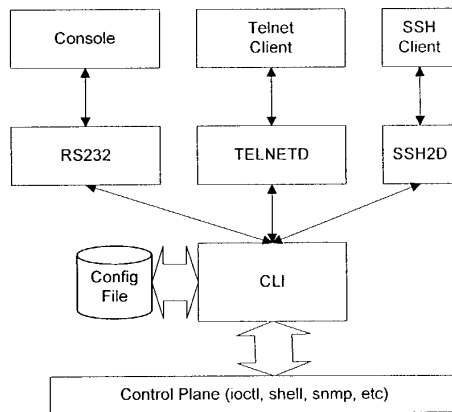 Console
Telnet
Client
SSH
Client
RS232
TELNETD
SSH2D
Config
File
CLI
Control Plane (ioctl, shell, snmp, etc)